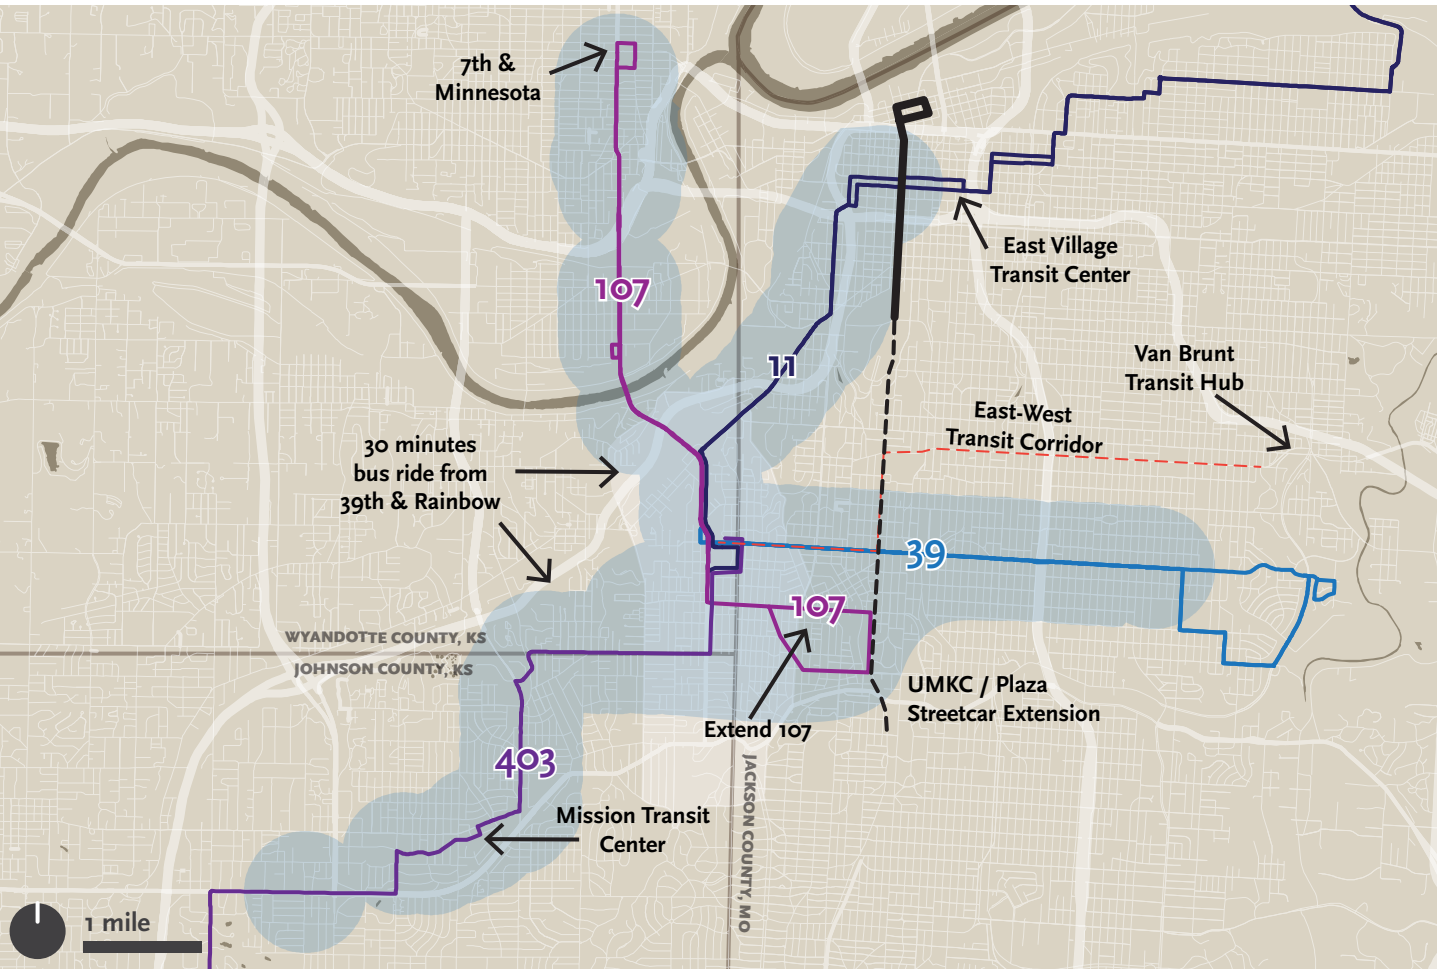 7th &
Minnesota
107
East Village
Transit Center
11
Van Brunt
Transit Hub
East-West
Transit Corridor
30 minutes
bus ride from
39th & Rainbow
39
107
WYANDOTTE COUNTY, KS
JOHNSON COUNTY, KS
UMKC / Plaza
Streetcar Extension
Extend 107
403
JACKSON COUNTY, MO
Mission Transit
Center
1 mile